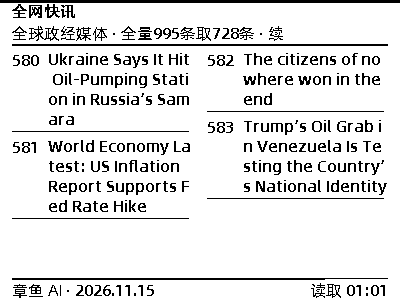 全网快讯
全球政经媒体 · 全量995条取728条 · 续
580 Ukraine Says It Hit
Oil-Pumping Stati
on in Russia’s Sam
ara
581 World Economy La
test: US Inflation
Report Supports F
ed Rate Hike
582 The citizens of no
where won in the
end
583 Trump’s Oil Grab i
n Venezuela Is Te
sting the Country’
s National Identity
章鱼 AI · 2026.11.15
读取 01:01